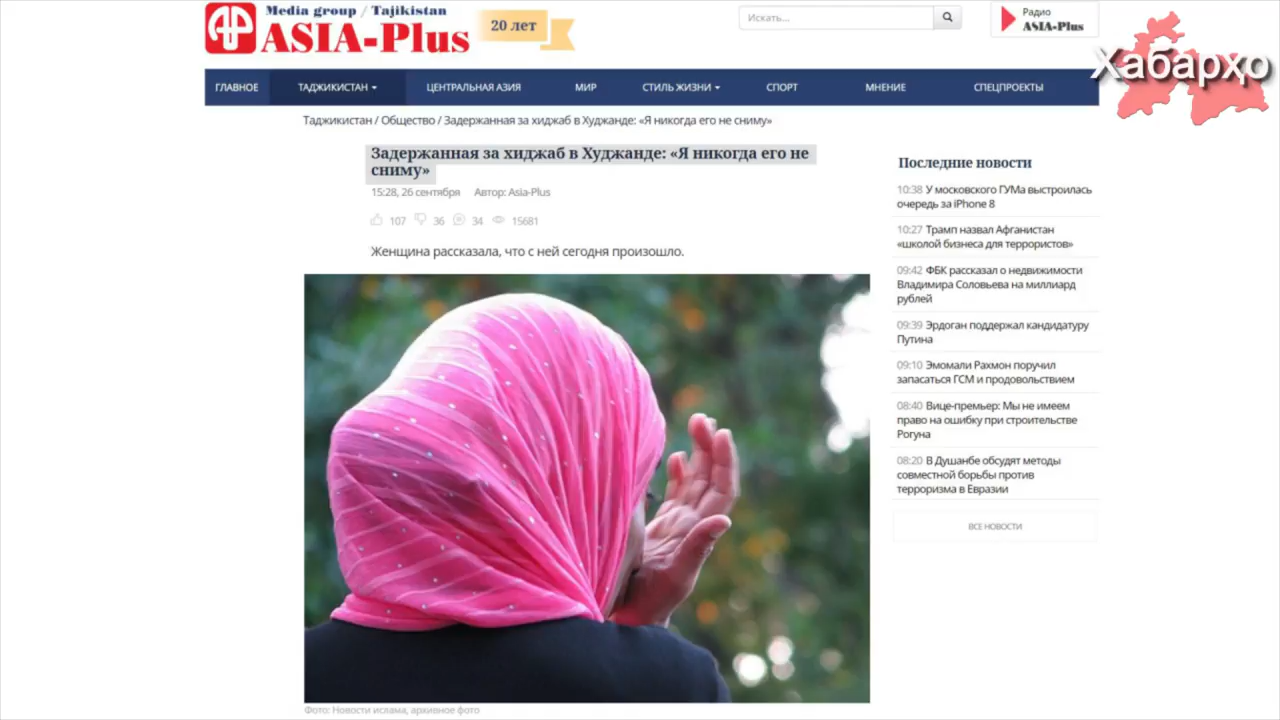 Media group / Tajikistan
ASIA-Plus
20 лет
Искать...
Радио
ASIA-Plus
Хабарҳо
ГЛАВНОЕ ТАДЖИКИСТАН ЦЕНТРАЛЬНАЯ АЗИЯ МИР СТИЛЬ ЖИЗНИ СПОРТ МНЕНИЕ СПЕЦПРОЕКТЫ
Таджикистан / Общество / Задержанная за хиджаб в Худжанде: «Я никогда его не сниму»
Задержанная за хиджаб в Худжанде: «Я никогда его не
сниму»
15:28, 26 сентября Автор: Asia-Plus
107 36 34 15681
Женщина рассказала, что с ней сегодня произошло.
Фото: Новости ислама, архивное фото
Последние новости
10:38 У московского ГУМа выстроилась
очередь за iPhone 8
10:27 Трамп назвал Афганистан
«школой бизнеса для террористов»
09:42 ФБК рассказал о недвижимости
Владимира Соловьева на миллиард
рублей
09:39 Эрдоган поддержал кандидатуру
Путина
09:10 Эмомали Рахмон поручил
запасаться ГСМ и продовольствием
08:40 Вице-премьер: Мы не имеем
право на ошибку при строительстве
Рогуна
08:20 В Душанбе обсудят методы
совместной борьбы против
терроризма в Евразии
ВСЕ НОВОСТИ